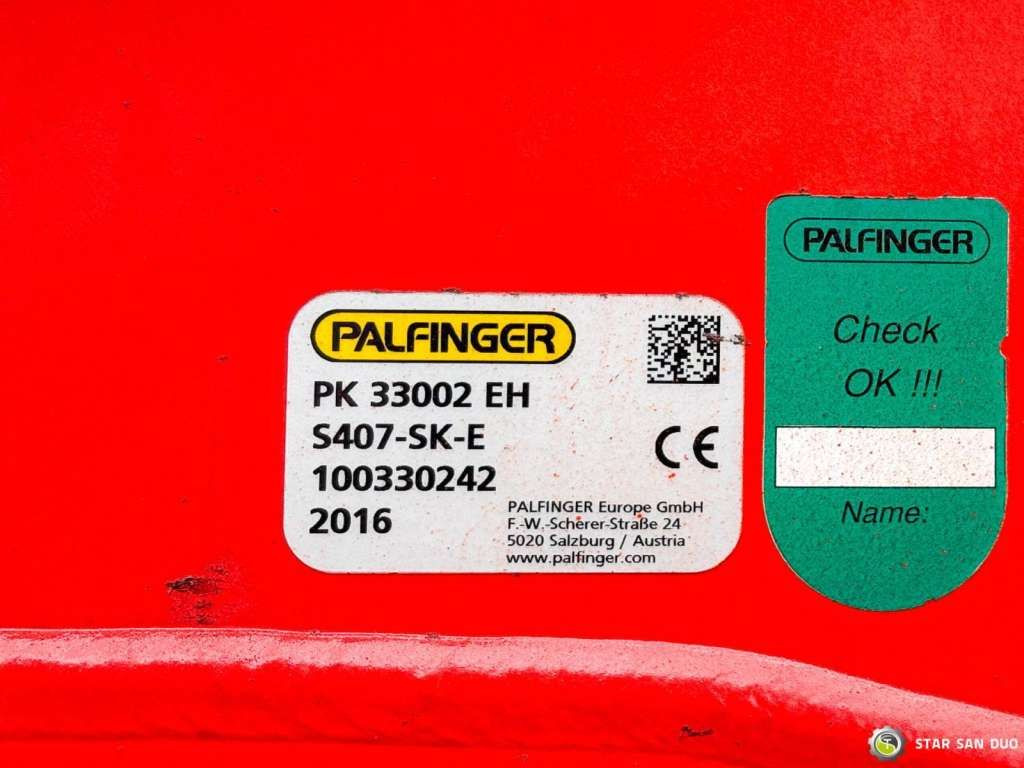 PALFINGER
PK 33002 EH
S407-SK-E
100330242
2016
CE
PALFINGER Europe GmbH
F.-W.-Scherer-Straße 24
5020 Salzburg / Austria
www.palfinger.com
PALFINGER
Check
OK !!!
Name:
STAR SAN DUO